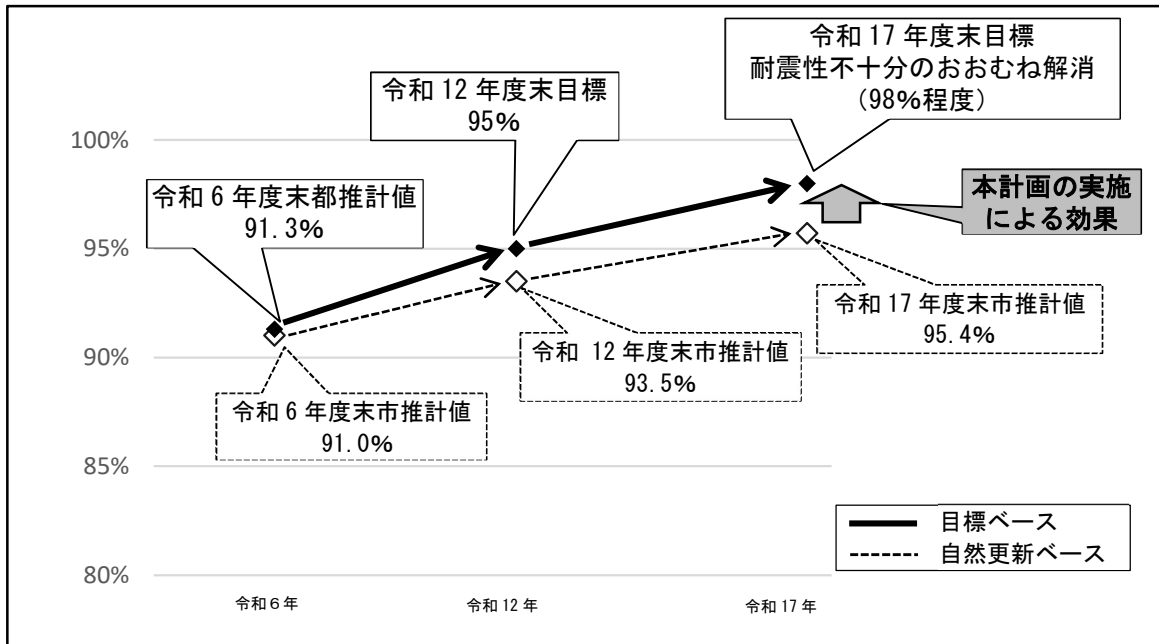 令和 17 年度末目標
耐震性不十分のおおむね解消
（98%程度）
令和 12 年度末目標
95%
100%
令和 6 年度末都推計値
91.3%
本計画の実施
による効果
95%
令和 17 年度末市推計値
95.4%
令和 12 年度末市推計値
93.5%
90%
令和 6 年度末市推計値
91.0%
85%
目標ベース
自然更新ベース
80%
令和６年
令和 12 年
令和 17 年